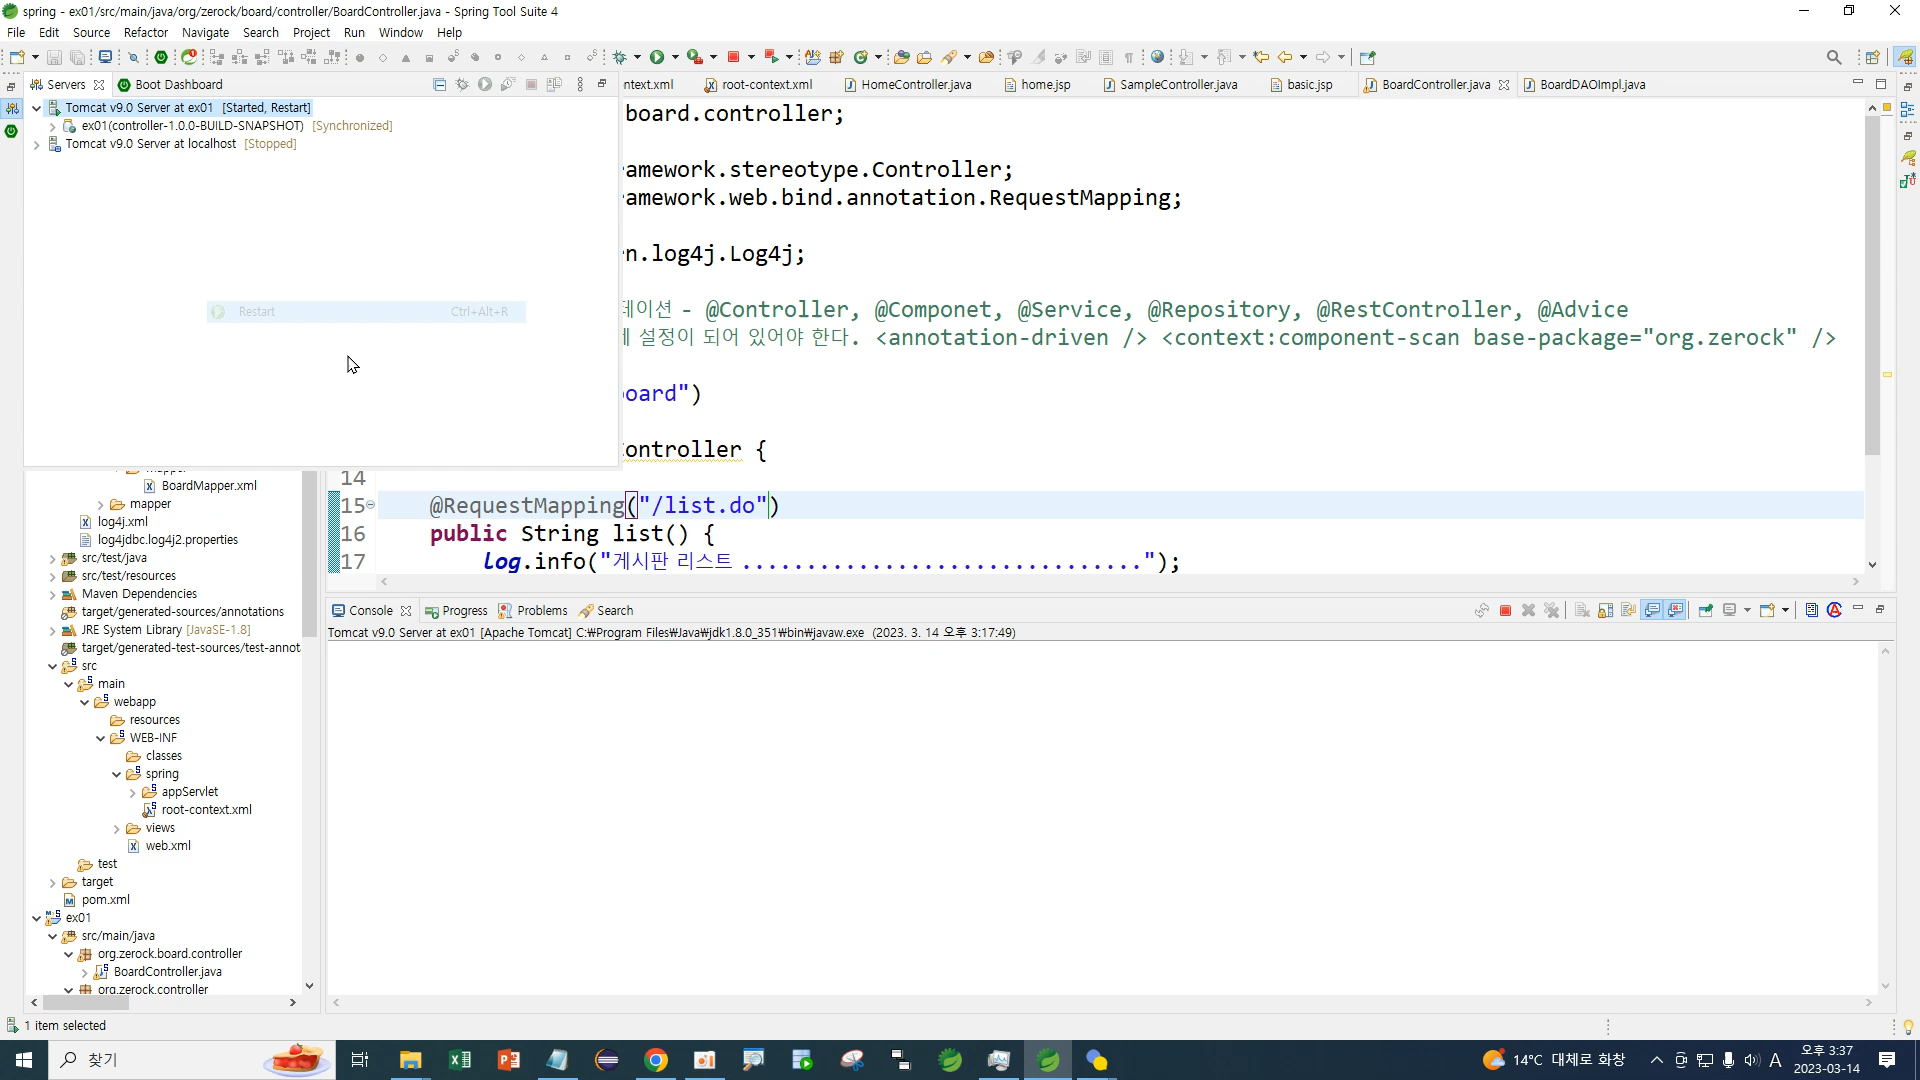 spring - ex01/src/main/java/org/zerock/board/controller/BoardController.java - Spring Tool Suite 4
File Edit Source Refactor Navigate Search Project Run Window Help
Servers Boot Dashboard
ntext.xml root-context.xml HomeController.java home.jsp SampleController.java basic.jsp BoardController.java BoardDAOImpl.java
Tomcat v9.0 Server at ex01 [Started, Restart]
ex01(controller-1.0.0-BUILD-SNAPSHOT) [Synchronized]
Tomcat v9.0 Server at localhost [Stopped]
Restart Ctrl+Alt+R
board.controller;
amework.stereotype.Controller;
amework.web.bind.annotation.RequestMapping;
n.log4j.Log4j;
테이션 - @Controller, @Componet, @Service, @Repository, @RestController, @Advice
설정이 되어 있어야 한다. <annotation-driven /> <context:component-scan base-package="org.zerock" />
oard")
Controller {
14
15 @RequestMapping("/list.do")
16 public String list() {
17 log.info("게시판 리스트 ...............................");
BoardMapper.xml
mapper
log4j.xml
log4jdbc.log4j2.properties
src/test/java
src/test/resources
Maven Dependencies
target/generated-sources/annotations
JRE System Library [JavaSE-1.8]
target/generated-test-sources/test-annot
src
main
webapp
resources
WEB-INF
classes
spring
appServlet
root-context.xml
views
web.xml
test
target
pom.xml
ex01
src/main/java
org.zerock.board.controller
BoardController.java
org.zerock.controller
Console Progress Problems Search
Tomcat v9.0 Server at ex01 [Apache Tomcat] C:₩Program Files₩Java₩jdk1.8.0_351₩bin₩javaw.exe (2023. 3. 14 오후 3:17:49)
1 item selected
찾기
14°C 대체로 화창
A
오후 3:37
2023-03-14